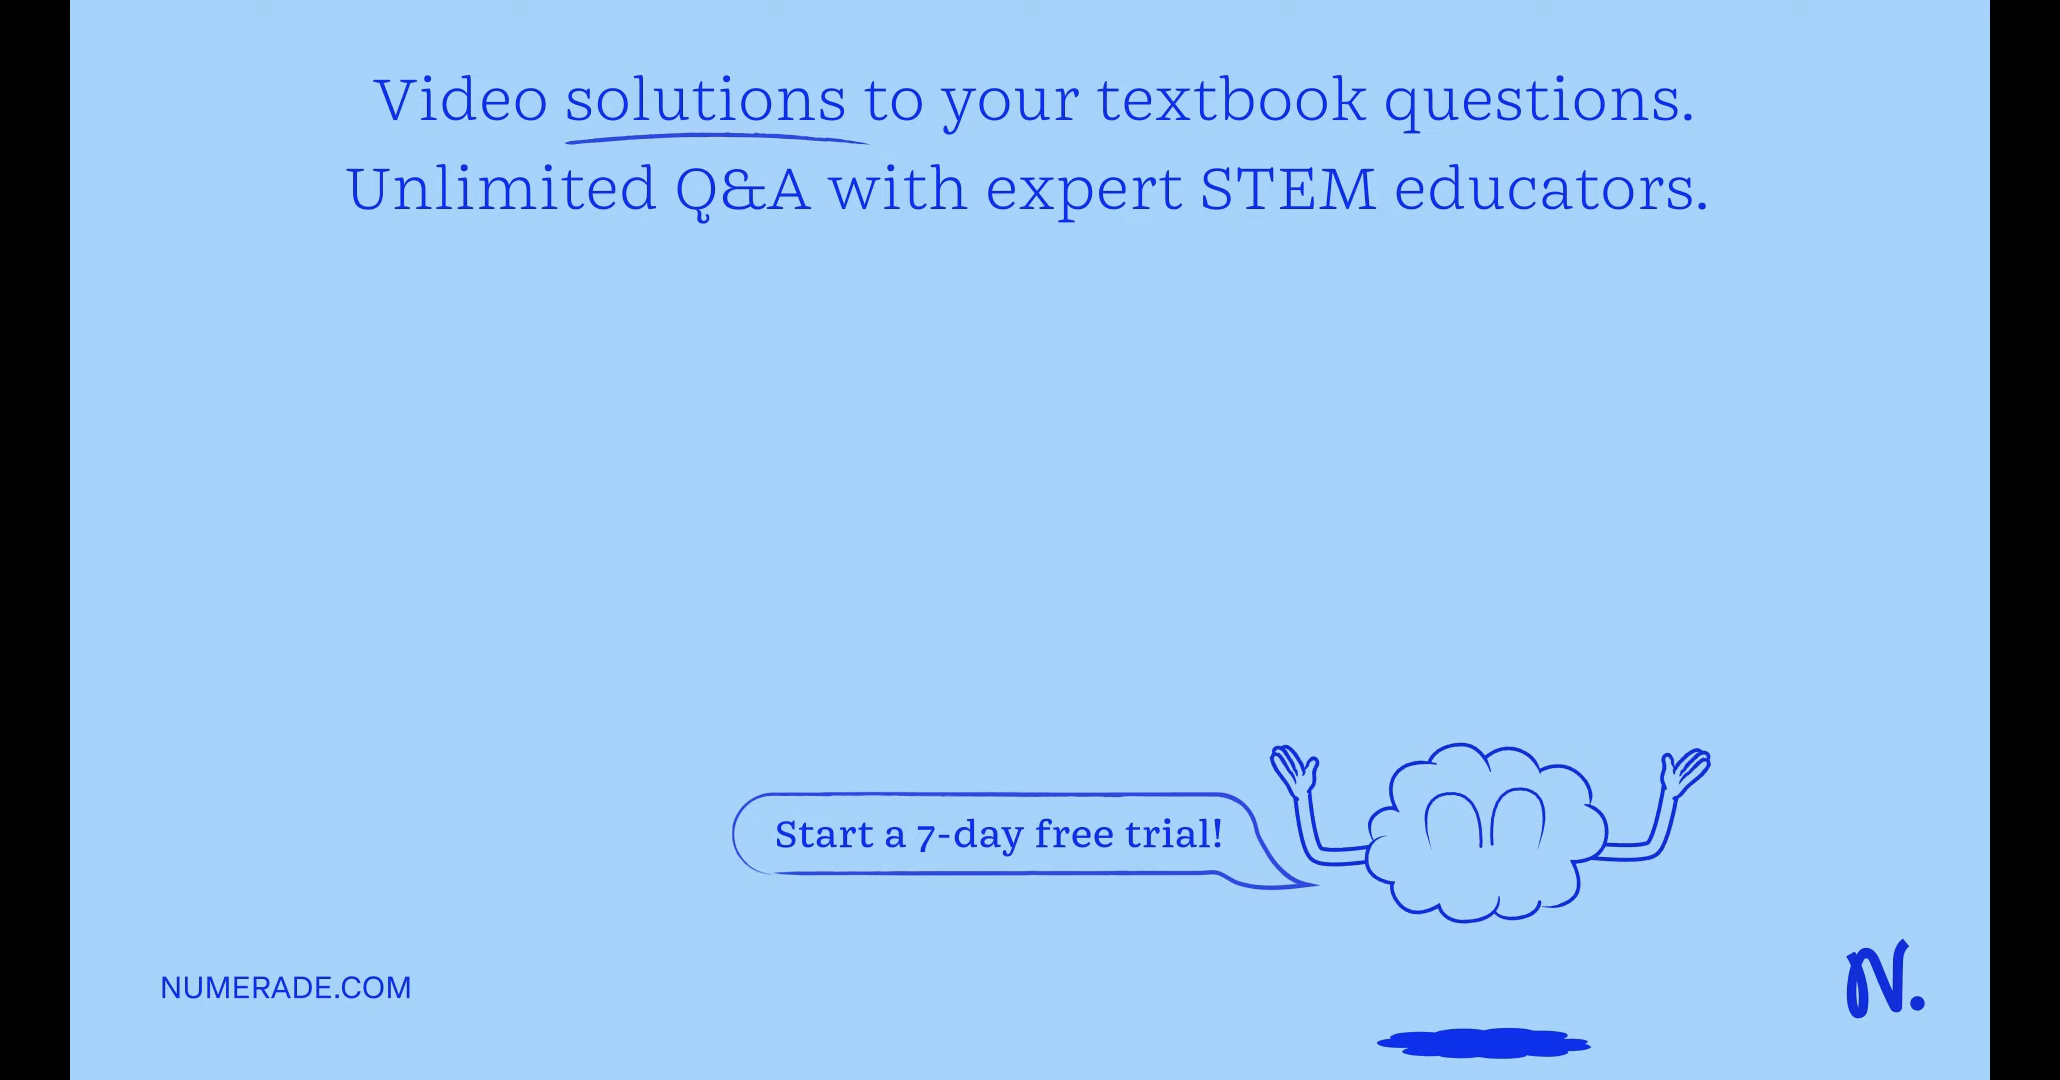 Video solutions to your textbook questions.
Unlimited Q&A with expert STEM educators.
Start a 7-day free trial!
NUMERADE.COM
N.